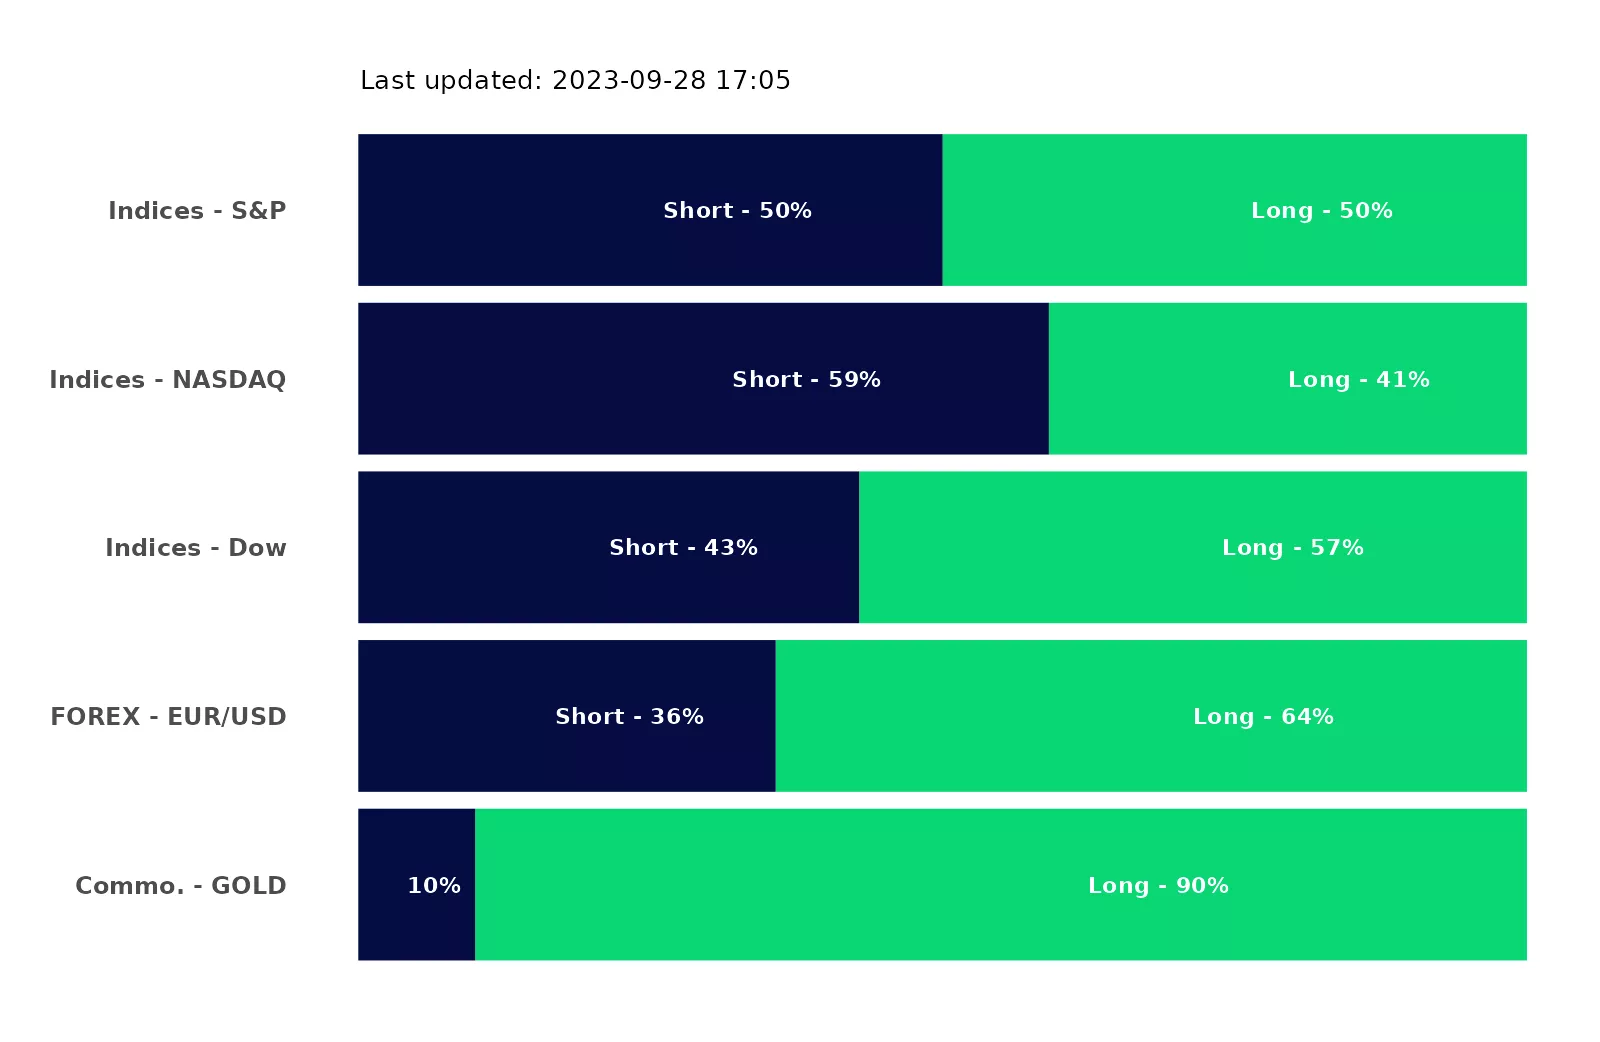 Last updated: 2023-09-28 17:05
Indices - S&P
Short - 50%
Long - 50%
Indices - NASDAQ
Short - 59%
Long - 41%
Indices - Dow
Short - 43%
Long - 57%
FOREX - EUR/USD
Short - 36%
Long - 64%
Commo. - GOLD
10%
Long - 90%